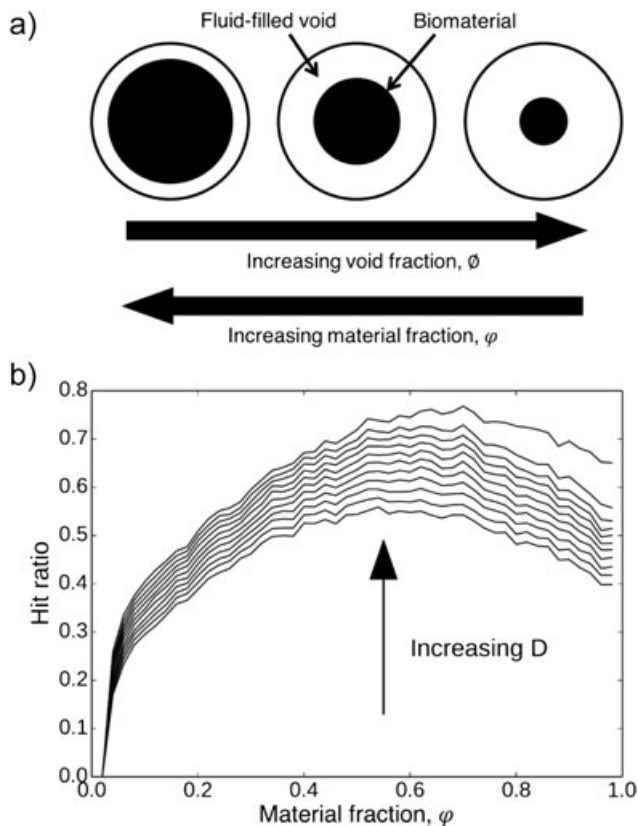 a)
Fluid-filled void
Biomaterial
Increasing void fraction, ø
Increasing material fraction, φ
b)
0.8
0.7
0.6
0.5
0.4
0.3
0.2
0.1
0.0
Hit ratio
Increasing D
0.0 0.2 0.4 0.6 0.8 1.0
Material fraction, φ